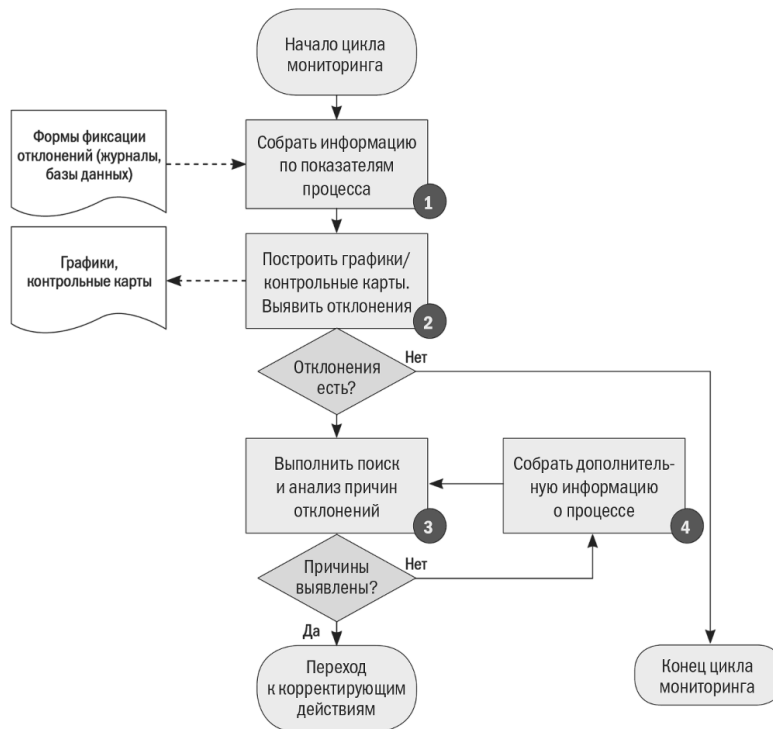 Начало цикла
мониторинга
Формы фиксации
отклонений (журналы,
базы данных)
Собрать информацию
по показателям
процесса
1
Графики,
контрольные карты
Построить графики/
контрольные карты.
Выявить отклонения
2
Отклонения
есть?
Нет
Выполнить поиск
и анализ причин
отклонений
3
Собрать дополнитель-
ную информацию
о процессе
4
Причины
выявлены?
Нет
Да
Переход
к корректирующим
действиям
Конец цикла
мониторинга